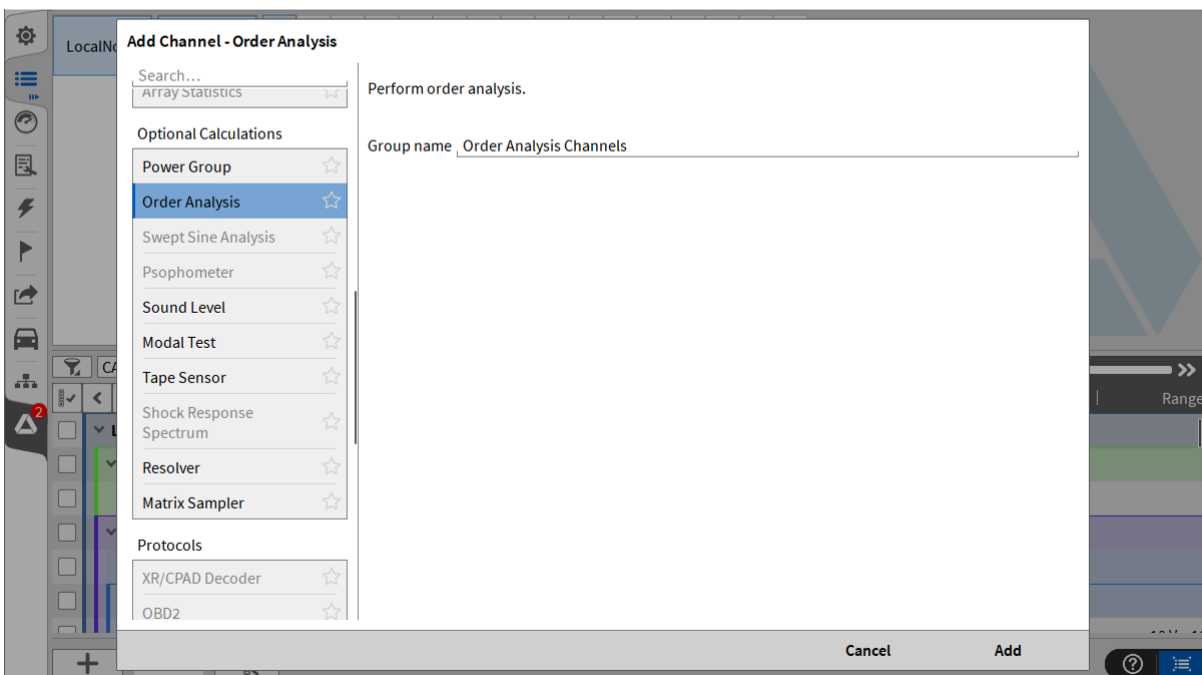 LocalNo
Add Channel - Order Analysis
Search...
Array Statistics
Perform order analysis.
Optional Calculations
Group name Order Analysis Channels
Power Group
Order Analysis
Swept Sine Analysis
Psophometer
Sound Level
Modal Test
Tape Sensor
CA
Shock Response
Spectrum
Range
2
L
Resolver
Matrix Sampler
Protocols
XR/CPAD Decoder
OBD2
Cancel
Add